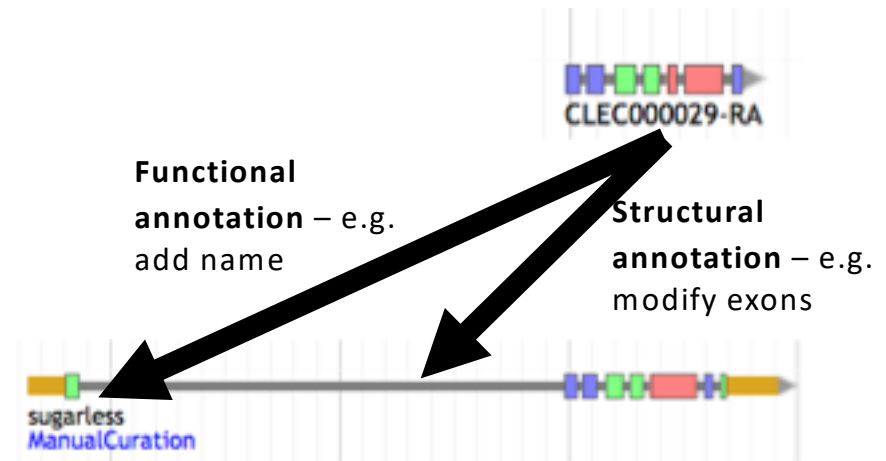 CLEC000029-RA
Functional
annotation – e.g.
add name
Structural
annotation – e.g.
modify exons
sugarless
ManualCuration